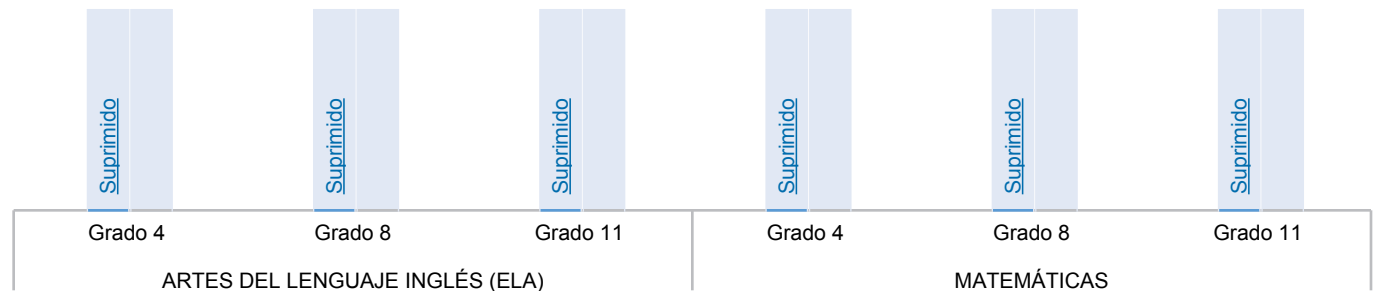 Suprimido
Suprimido
Suprimido
Suprimido
Suprimido
Suprimido
Grado 4
Grado 8
Grado 11
Grado 4
Grado 8
Grado 11
ARTES DEL LENGUAJE INGLÉS (ELA)
MATEMÁTICAS